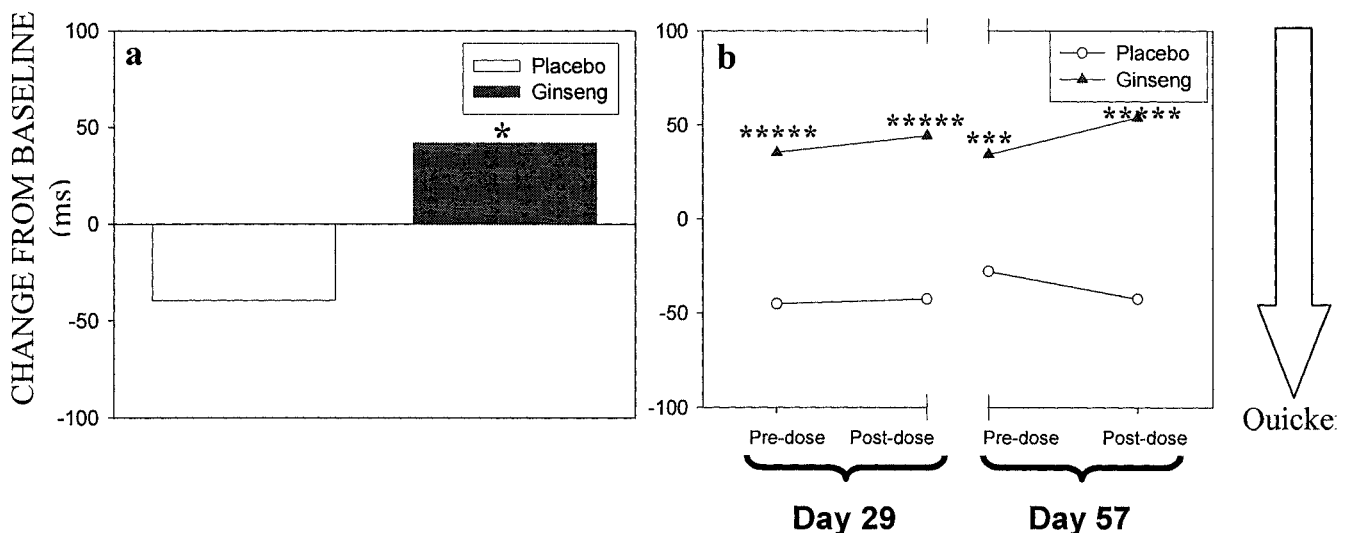 CHANGE FROM BASELINE
(ms)
100
50
0
-50
-100
a
Placebo
Ginseng
*
100
50
0
-50
-100
b
Placebo
Ginseng
*****
*****
***
*****
Pre-dose
Post-dose
Pre-dose
Post-dose
Day 29
Day 57
Ouicke